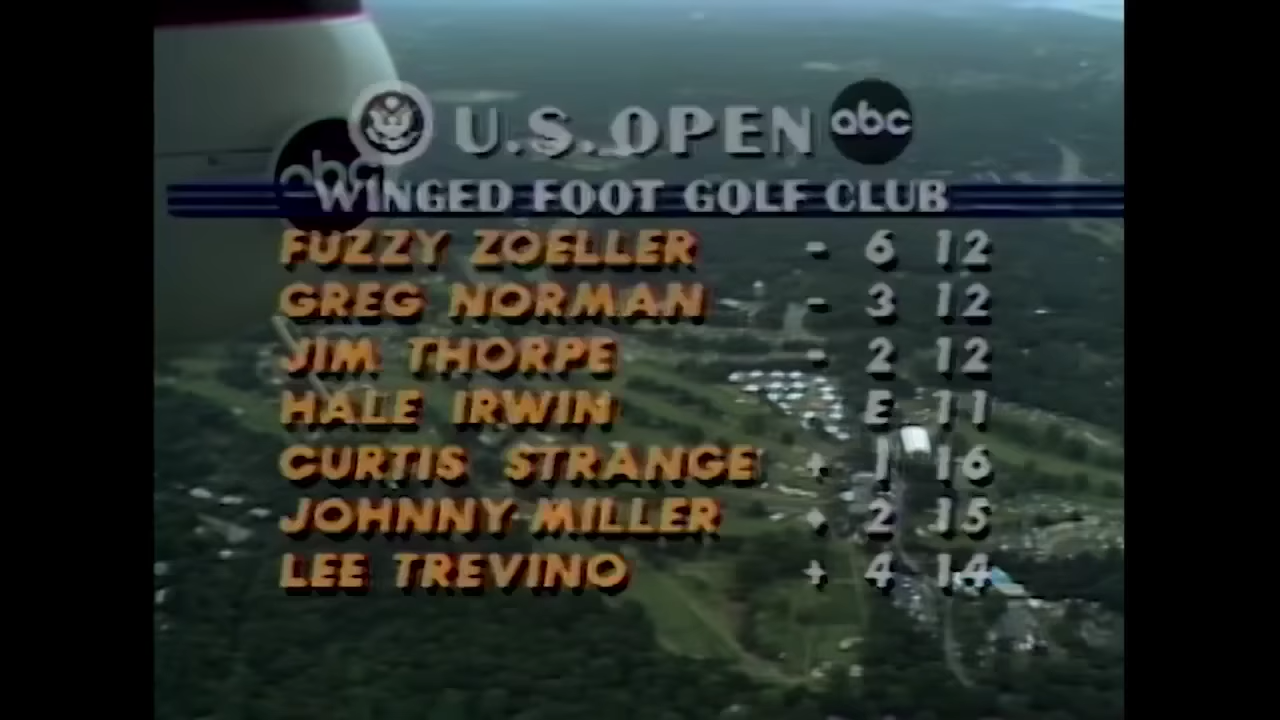 U.S. OPEN abc
abc
WINGED FOOT GOLF CLUB
FUZZY ZOELLER - 6 12
GREG NORMAN - 3 12
JIM THORPE - 2 12
HALE IRWIN E 11
CURTIS STRANGE + 1 16
JOHNNY MILLER + 2 15
LEE TREVINO + 4 14